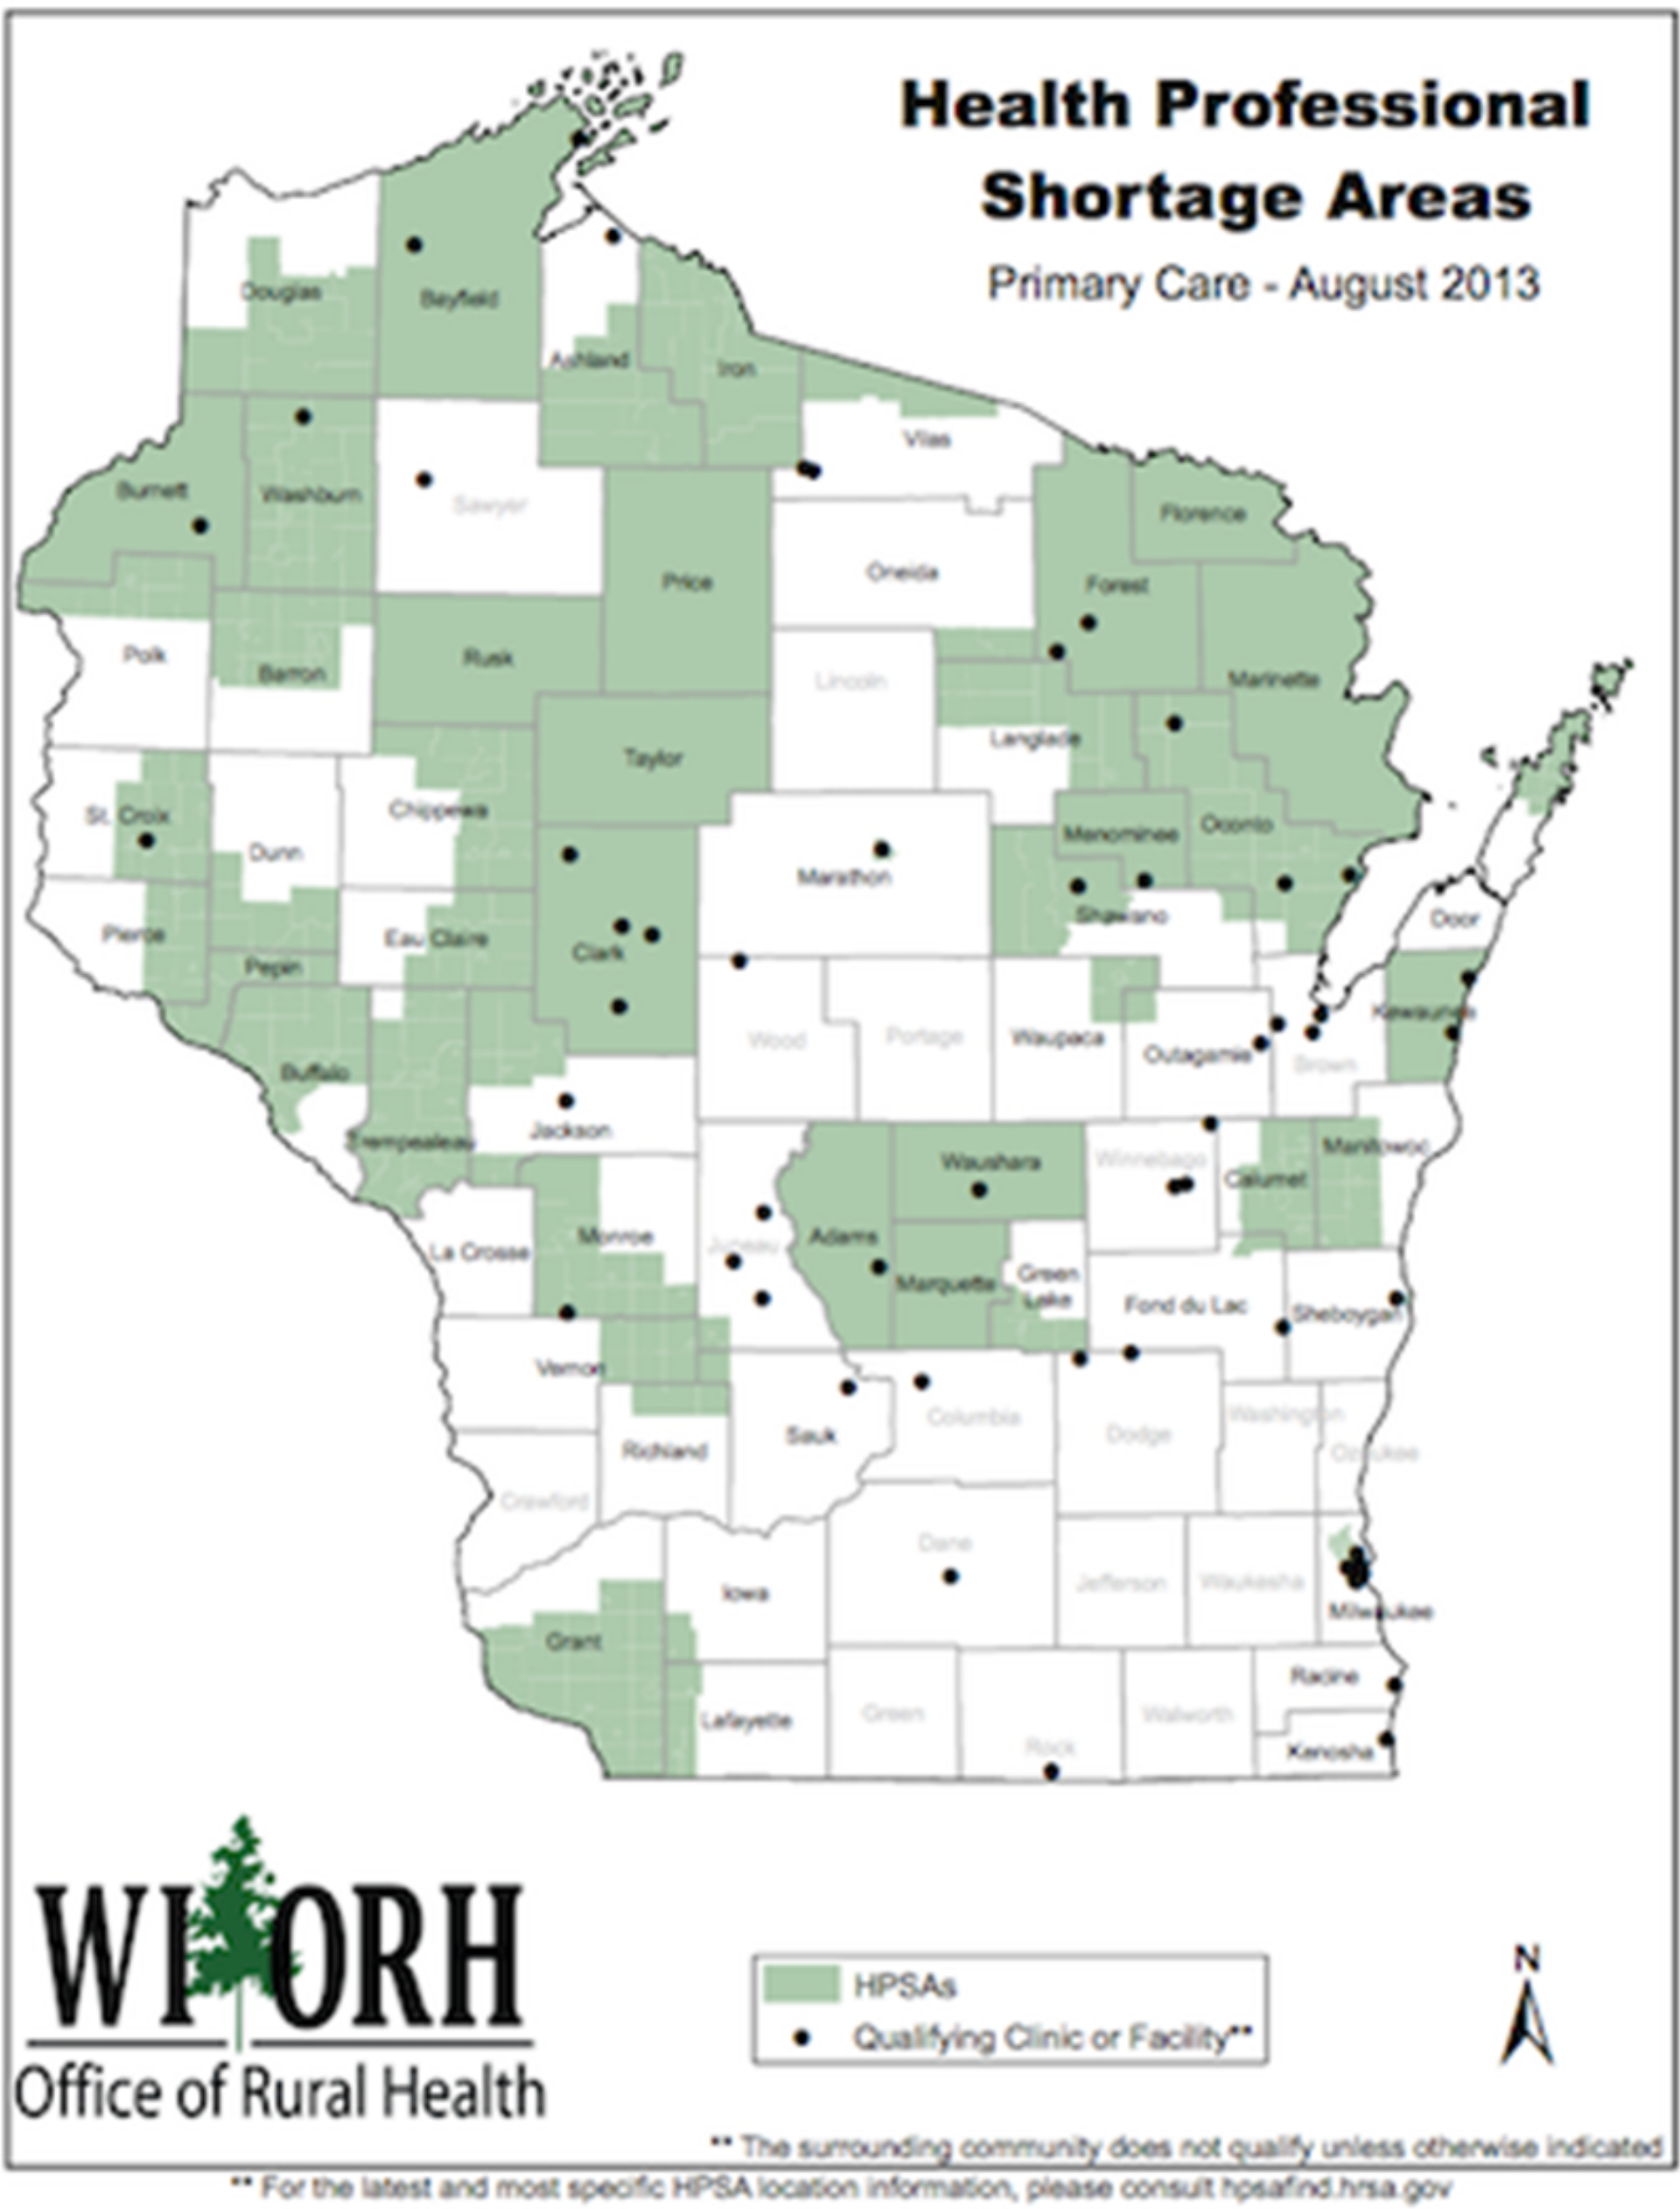 Health Professional
Shortage Areas
Primary Care - August 2013
Douglas
Bayfield
Ashland
Iron
Vilas
Burnett
Washburn
Sawyer
Florence
Price
Oneida
Forest
Polk
Barron
Rusk
Lincoln
Marinette
Langlade
Taylor
St. Croix
Chippewa
Dunn
Menominee
Oconto
Marathon
Shawano
Door
Pierce
Eau Claire
Clark
Pepin
Wood
Portage
Waupaca
Outagamie
Kewaunee
Brown
Buffalo
Trempealeau
Jackson
Waushara
Winnebago
Calumet
Manitowoc
La Crosse
Monroe
Juneau
Adams
Marquette
Green
Lake
Fond du Lac
Sheboygan
Vernon
Richland
Sauk
Columbia
Dodge
Washington
Ozaukee
Crawford
Dane
Iowa
Jefferson
Waukesha
Milwaukee
Grant
Lafayette
Green
Rock
Walworth
Racine
Kenosha
WI ORH
Office of Rural Health
HPSAs
Qualifying Clinic or Facility**
N
** The surrounding community does not qualify unless otherwise indicated
** For the latest and most specific HPSA location information, please consult hpsafind.hrsa.gov